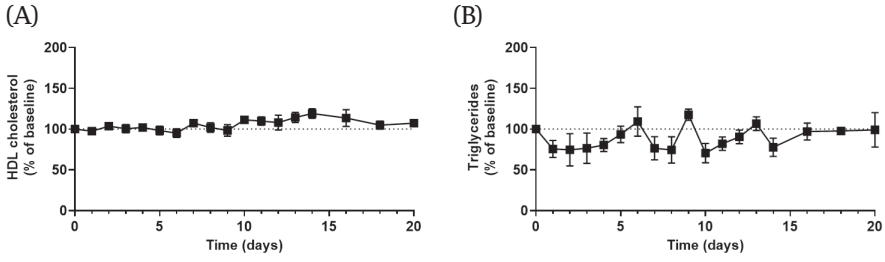 (A)
HDL cholesterol
(% of baseline)
200
150
100
50
0
0 5 10 15 20
Time (days)
(B)
Triglycerides
(% of baseline)
200
150
100
50
0
0 5 10 15 20
Time (days)